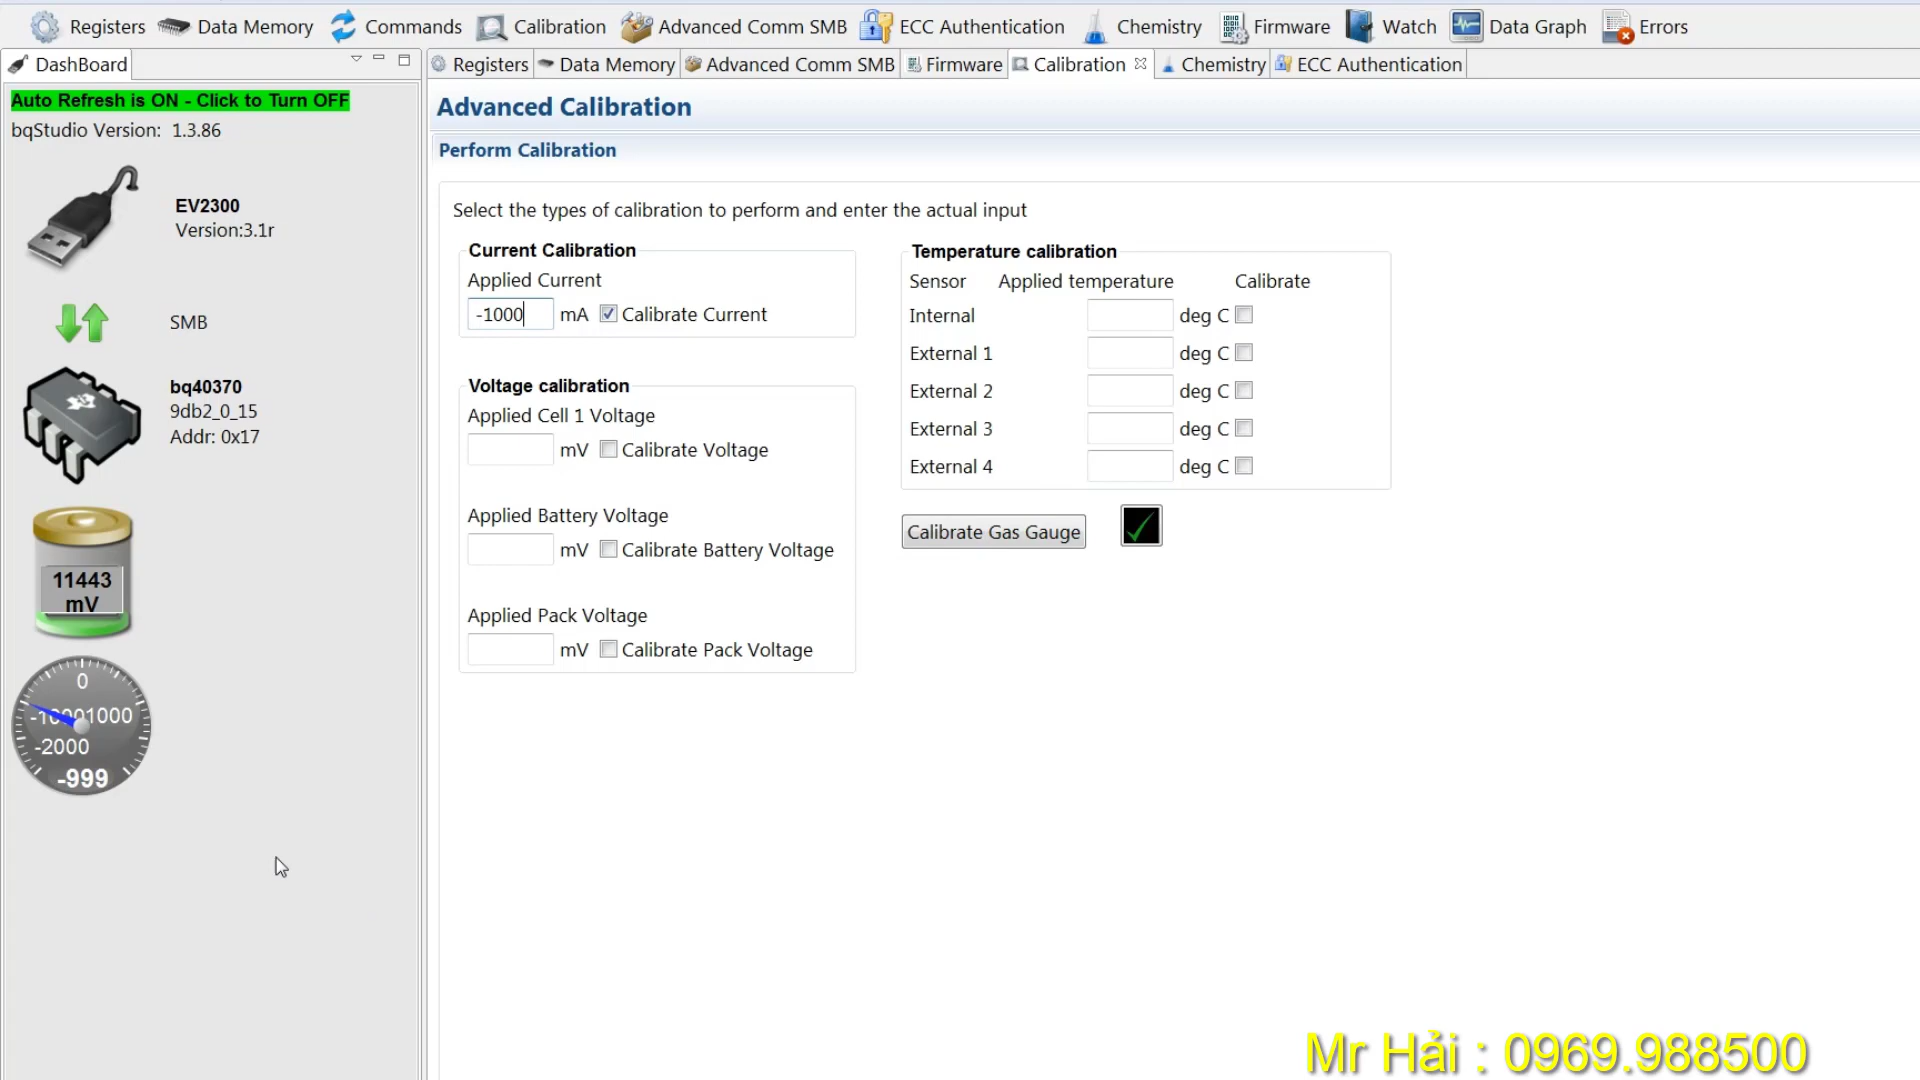 Registers Data Memory Commands Calibration Advanced Comm SMB ECC Authentication Chemistry Firmware Watch Data Graph Errors
DashBoard
Registers Data Memory Advanced Comm SMB Firmware Calibration Chemistry ECC Authentication
Auto Refresh is ON - Click to Turn OFF
bqStudio Version: 1.3.86
EV2300
Version:3.1r
SMB
bq40370
9db2_0_15
Addr: 0x17
11443
mV
0
-1000 1000
-2000
-999
Advanced Calibration
Perform Calibration
Select the types of calibration to perform and enter the actual input
Current Calibration
Applied Current
-1000 mA Calibrate Current
Voltage calibration
Applied Cell 1 Voltage
mV Calibrate Voltage
Applied Battery Voltage
mV Calibrate Battery Voltage
Applied Pack Voltage
mV Calibrate Pack Voltage
Temperature calibration
Sensor Applied temperature Calibrate
Internal deg C
External 1 deg C
External 2 deg C
External 3 deg C
External 4 deg C
Calibrate Gas Gauge
Mr Hải : 0969.988500